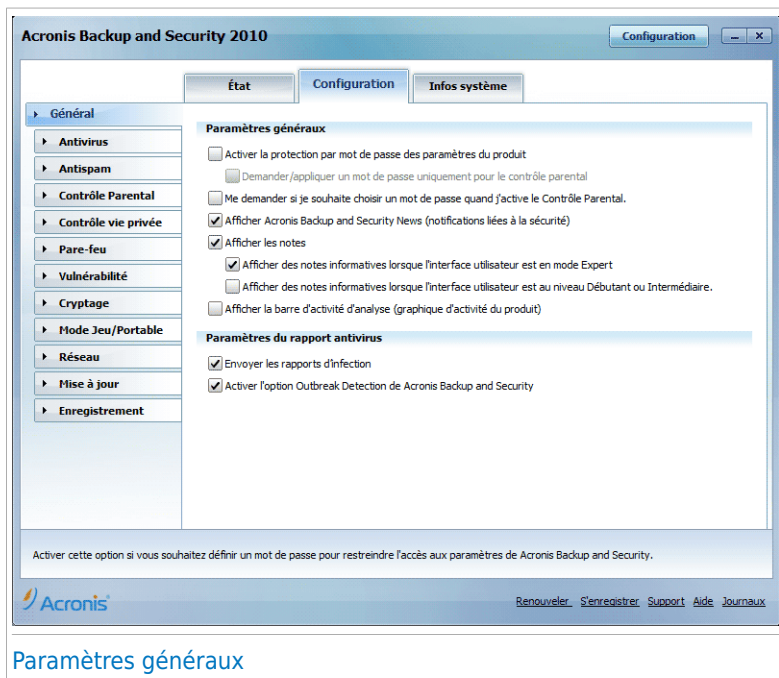 Acronis Backup and Security 2010
Configuration
État
Configuration
Infos système
Général
Antivirus
Antispam
Contrôle Parental
Contrôle vie privée
Pare-feu
Vulnérabilité
Cryptage
Mode Jeu/Portable
Réseau
Mise à jour
Enregistrement
Paramètres généraux
Activer la protection par mot de passe des paramètres du produit
Demander/appliquer un mot de passe uniquement pour le contrôle parental
Me demander si je souhaite choisir un mot de passe quand j'active le Contrôle Parental.
Afficher Acronis Backup and Security News (notifications liées à la sécurité)
Afficher les notes
Afficher des notes informatives lorsque l'interface utilisateur est en mode Expert
Afficher des notes informatives lorsque l'interface utilisateur est au niveau Débutant ou Intermédiaire.
Afficher la barre d'activité d'analyse (graphique d'activité du produit)
Paramètres du rapport antivirus
Envoyer les rapports d'infection
Activer l'option Outbreak Detection de Acronis Backup and Security
Activer cette option si vous souhaitez définir un mot de passe pour restreindre l'accès aux paramètres de Acronis Backup and Security.
Acronis
Renouveler S'enregistrer Support Aide Journaux
Paramètres généraux